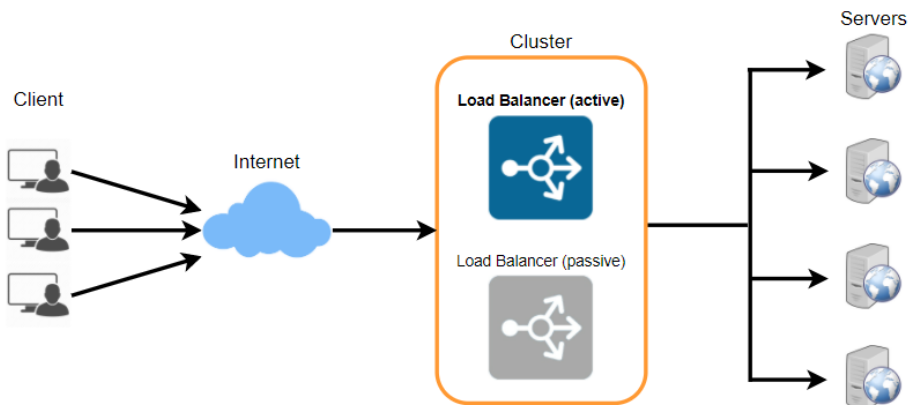 Client
Internet
Cluster
Load Balancer (active)
Load Balancer (passive)
Servers